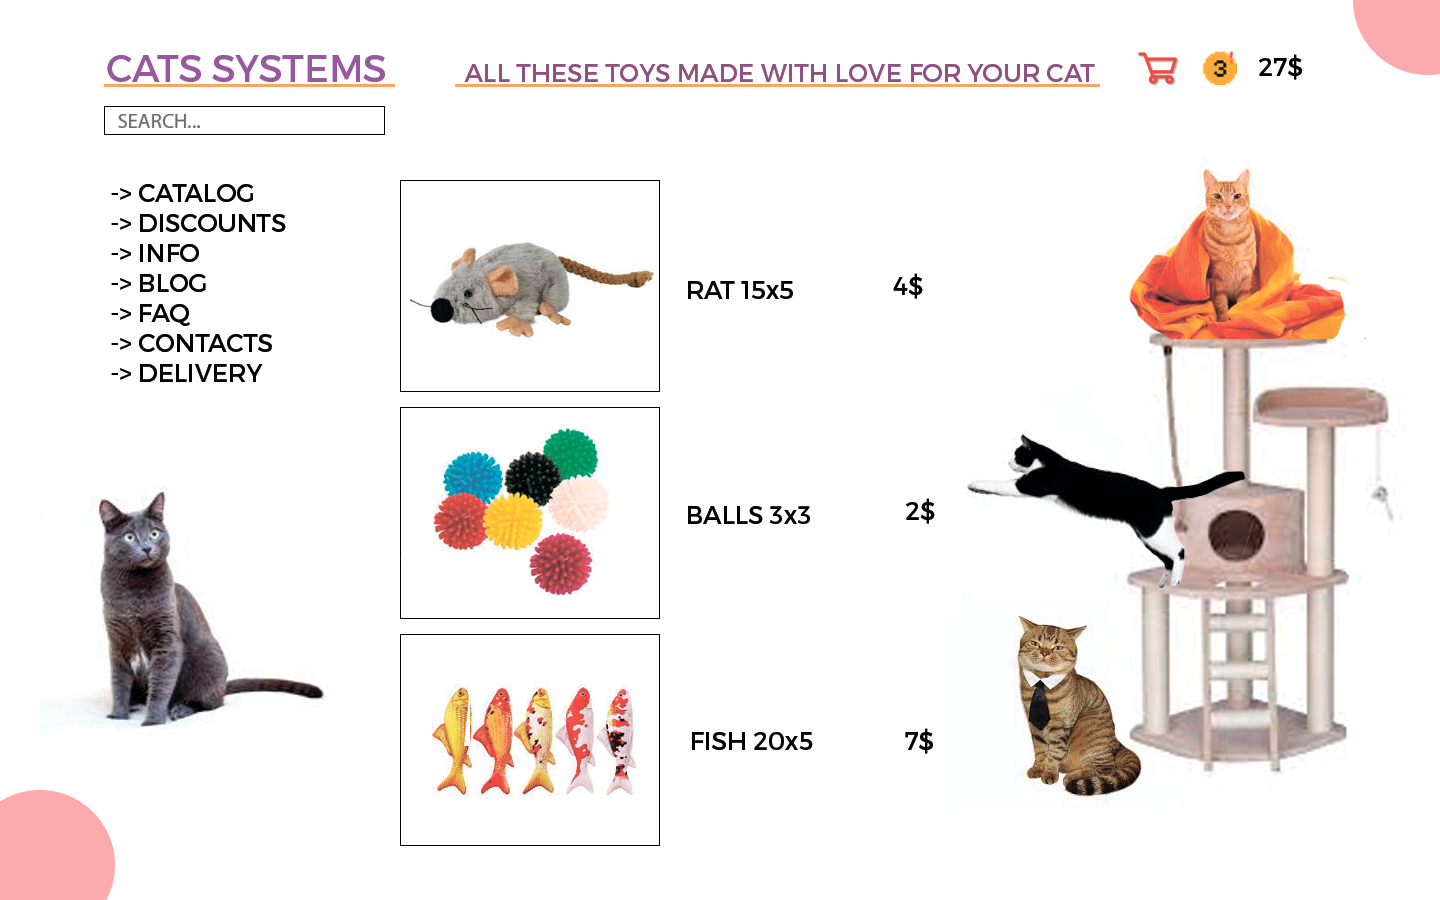 CATS SYSTEMS
ALL THESE TOYS MADE WITH LOVE FOR YOUR CAT
3
27$
SEARCH...
-> CATALOG
-> DISCOUNTS
-> INFO
-> BLOG
-> FAQ
-> CONTACTS
-> DELIVERY
RAT 15x5
4$
BALLS 3x3
2$
FISH 20x5
7$